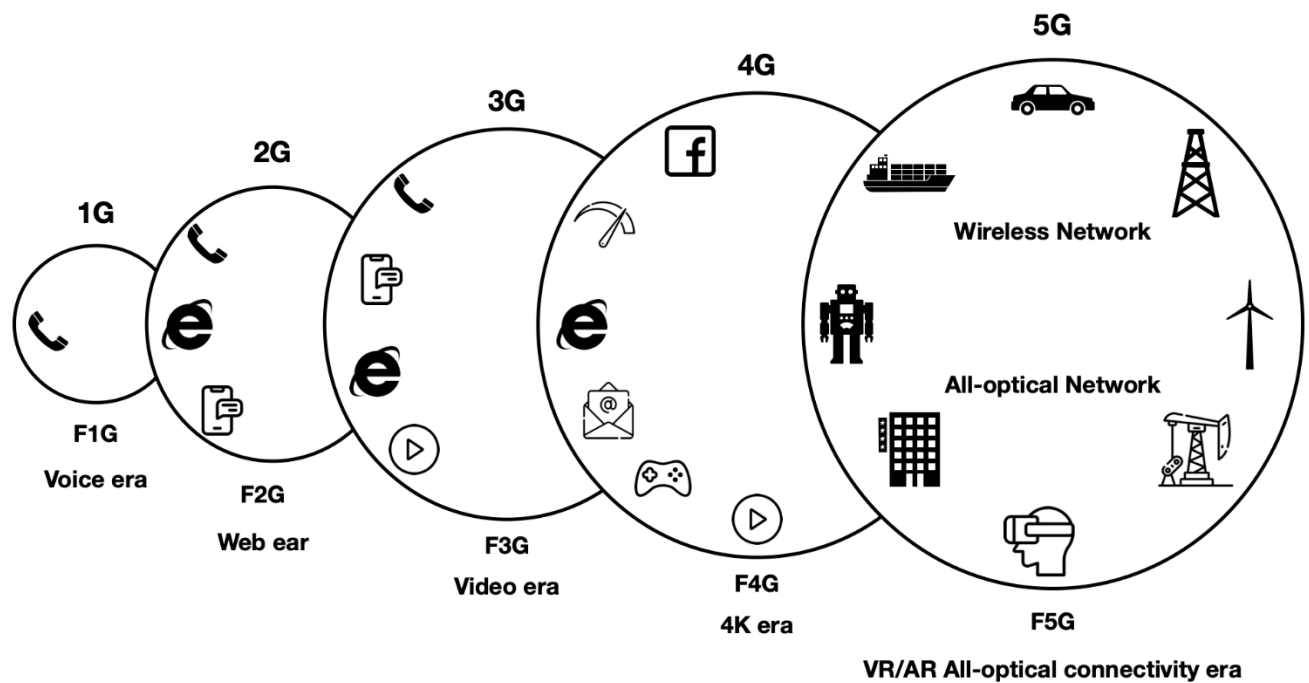 1G
F1G
Voice era
2G
F2G
Web ear
3G
F3G
Video era
4G
@
F4G
4K era
5G
Wireless Network
All-optical Network
F5G
VR/AR All-optical connectivity era